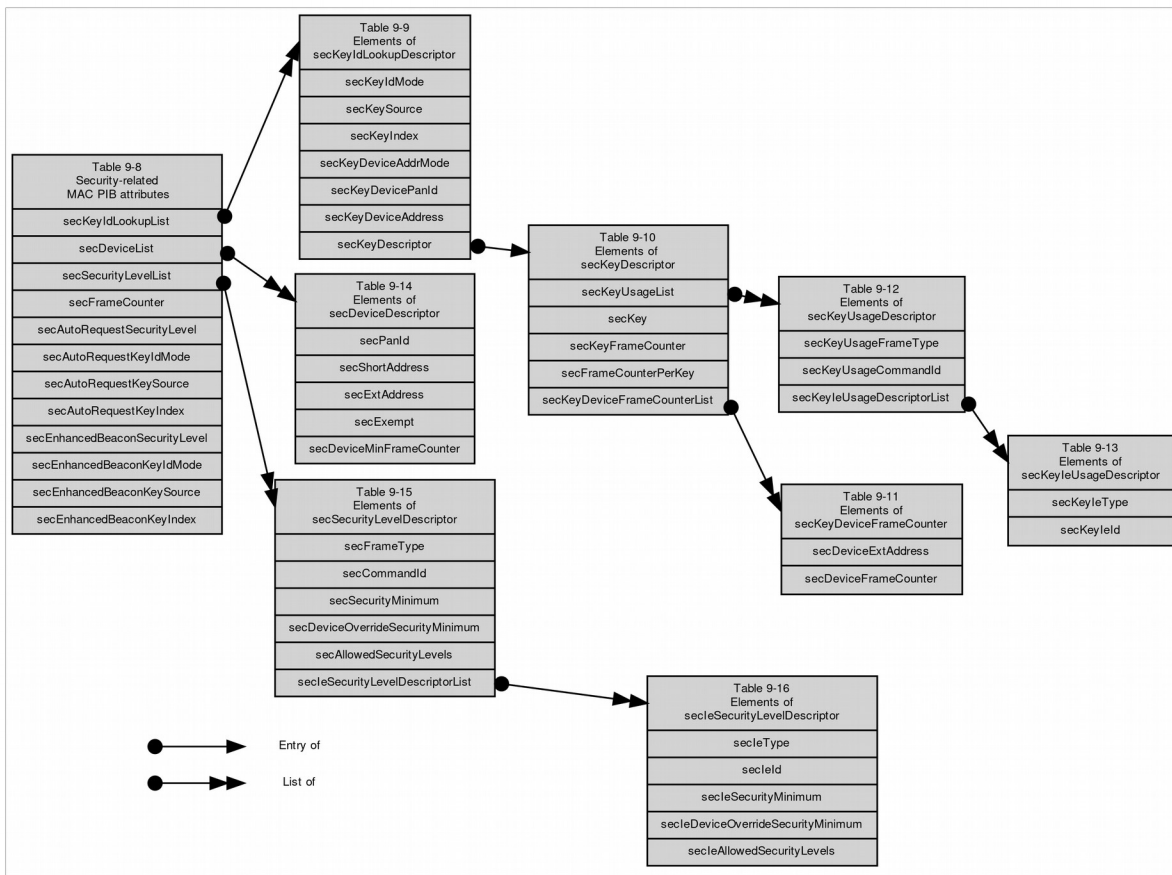 Table 9-9
Elements of
secKeyIdLookupDescriptor
secKeyIdMode
secKeySource
secKeyIndex
secKeyDeviceAddrMode
secKeyDevicePanId
secKeyDeviceAddress
secKeyDescriptor
Table 9-8
Security-related
MAC PIB attributes
secKeyIdLookupList
secDeviceList
secSecurityLevelList
secFrameCounter
secAutoRequestSecurityLevel
secAutoRequestKeyIdMode
secAutoRequestKeySource
secAutoRequestKeyIndex
secEnhancedBeaconSecurityLevel
secEnhancedBeaconKeyIdMode
secEnhancedBeaconKeySource
secEnhancedBeaconKeyIndex
Table 9-14
Elements of
secDeviceDescriptor
secPanId
secShortAddress
secExtAddress
secExempt
secDeviceMinFrameCounter
Table 9-10
Elements of
secKeyDescriptor
secKeyUsageList
secKey
secKeyFrameCounter
secFrameCounterPerKey
secKeyDeviceFrameCounterList
Table 9-12
Elements of
secKeyUsageDescriptor
secKeyUsageFrameType
secKeyUsageCommandId
secKeyIeUsageDescriptorList
Table 9-13
Elements of
secKeyIeUsageDescriptor
secKeyIeType
secKeyIeId
Table 9-11
Elements of
secKeyDeviceFrameCounter
secDeviceExtAddress
secDeviceFrameCounter
Table 9-15
Elements of
secSecurityLevelDescriptor
secFrameType
secCommandId
secSecurityMinimum
secDeviceOverrideSecurityMinimum
secAllowedSecurityLevels
secIeSecurityLevelDescriptorList
Table 9-16
Elements of
secIeSecurityLevelDescriptor
secIeType
secIeId
secIeSecurityMinimum
secIeDeviceOverrideSecurityMinimum
secIeAllowedSecurityLevels
Entry of
List of